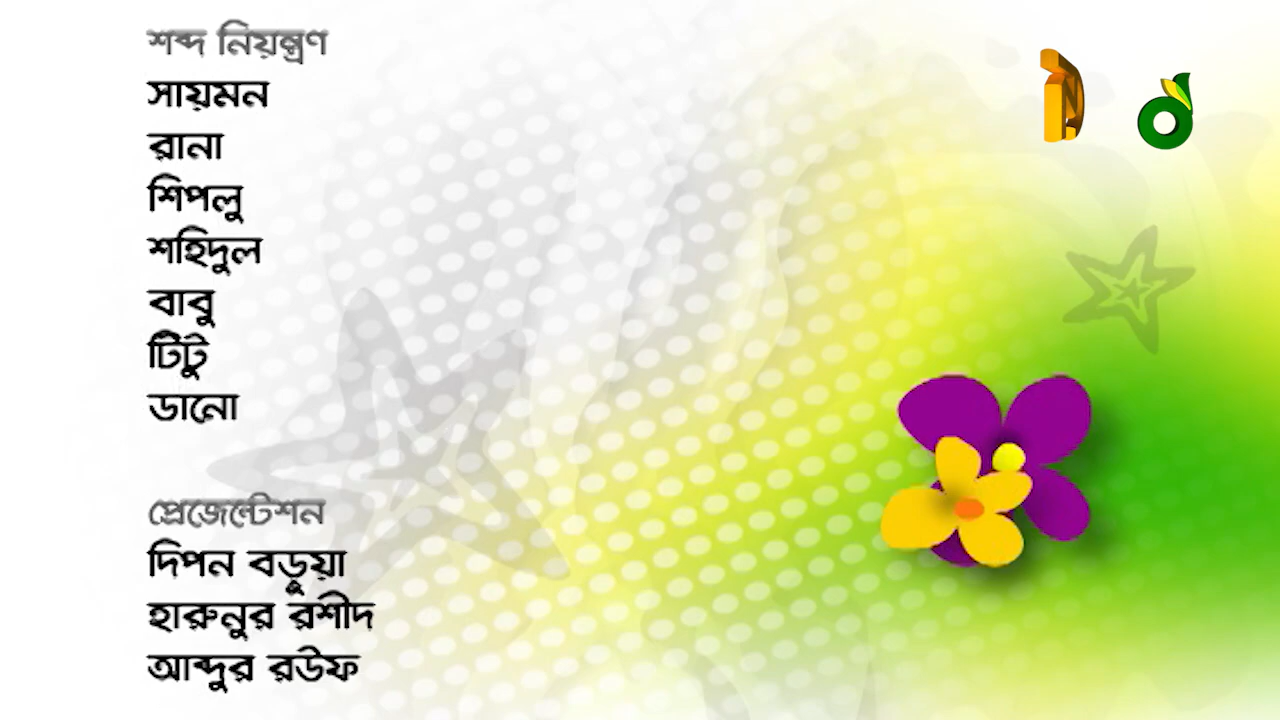 শব্দ নিয়ন্ত্রণ
সায়মন
রানা
শিপলু
শহিদুল
বাবু
টিটু
ডানো
প্রেজেন্টেশন
দিপন বড়ুয়া
হারুনুর রশীদ
আব্দুর রউফ